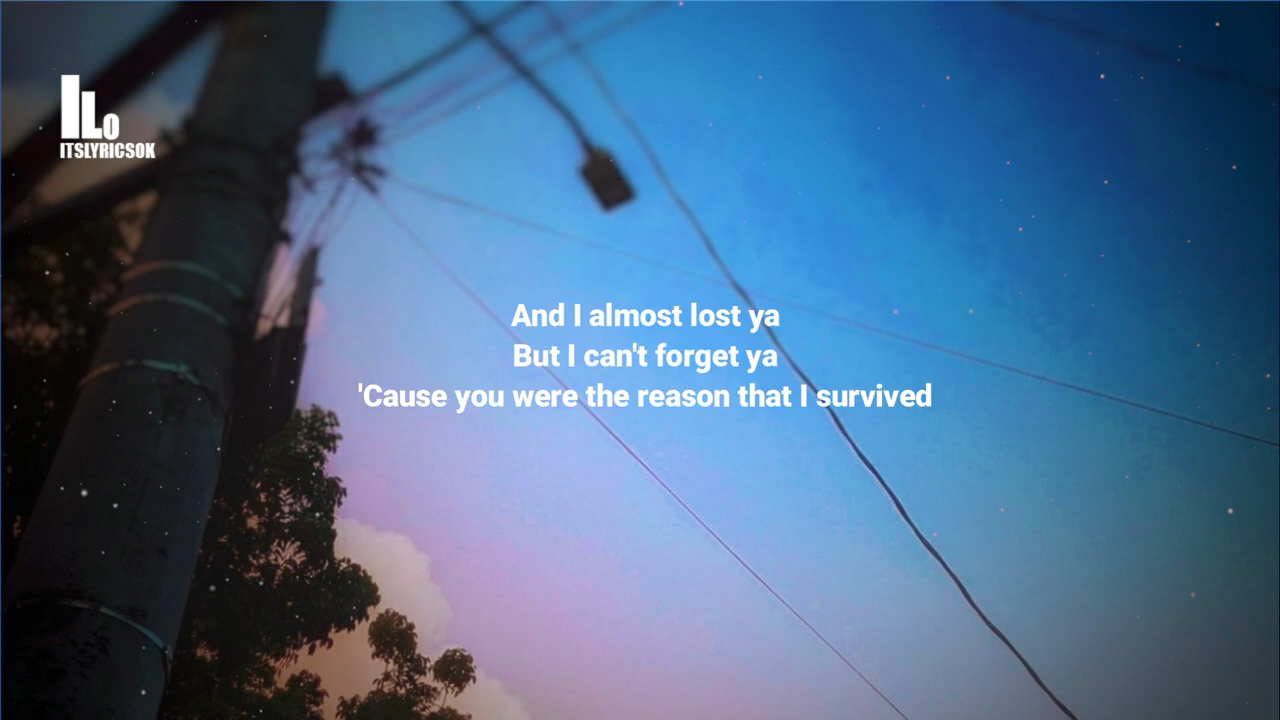 ILO
ITSLYRICSOK
And I almost lost ya
But I can't forget ya
'Cause you were the reason that I survived